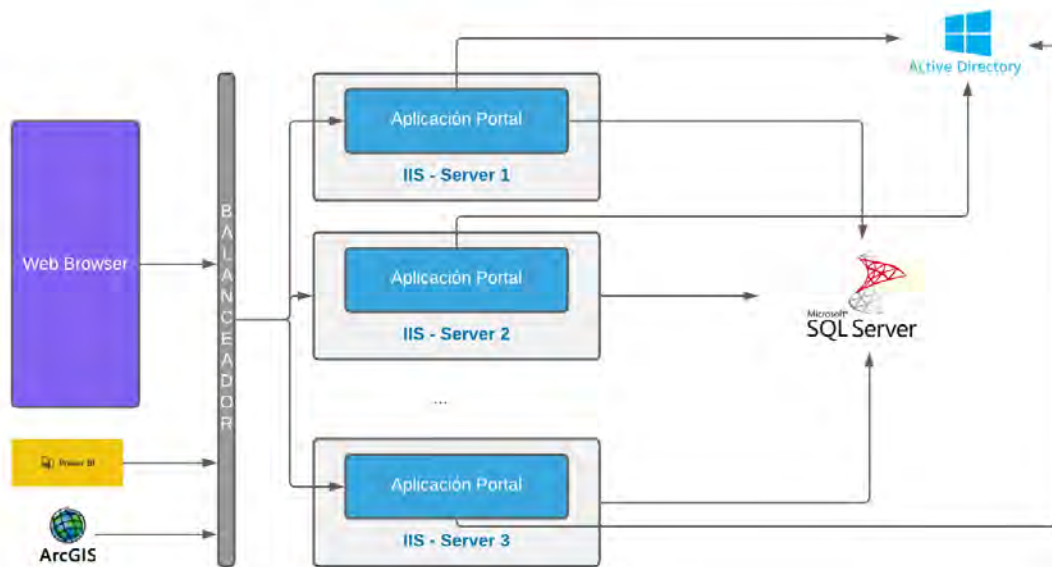 Active Directory
Aplicación Portal
IIS - Server 1
Web Browser
BALANCEADOR
Aplicación Portal
IIS - Server 2
Microsoft®
SQL Server
...
Power BI
Aplicación Portal
ArcGIS
IIS - Server 3